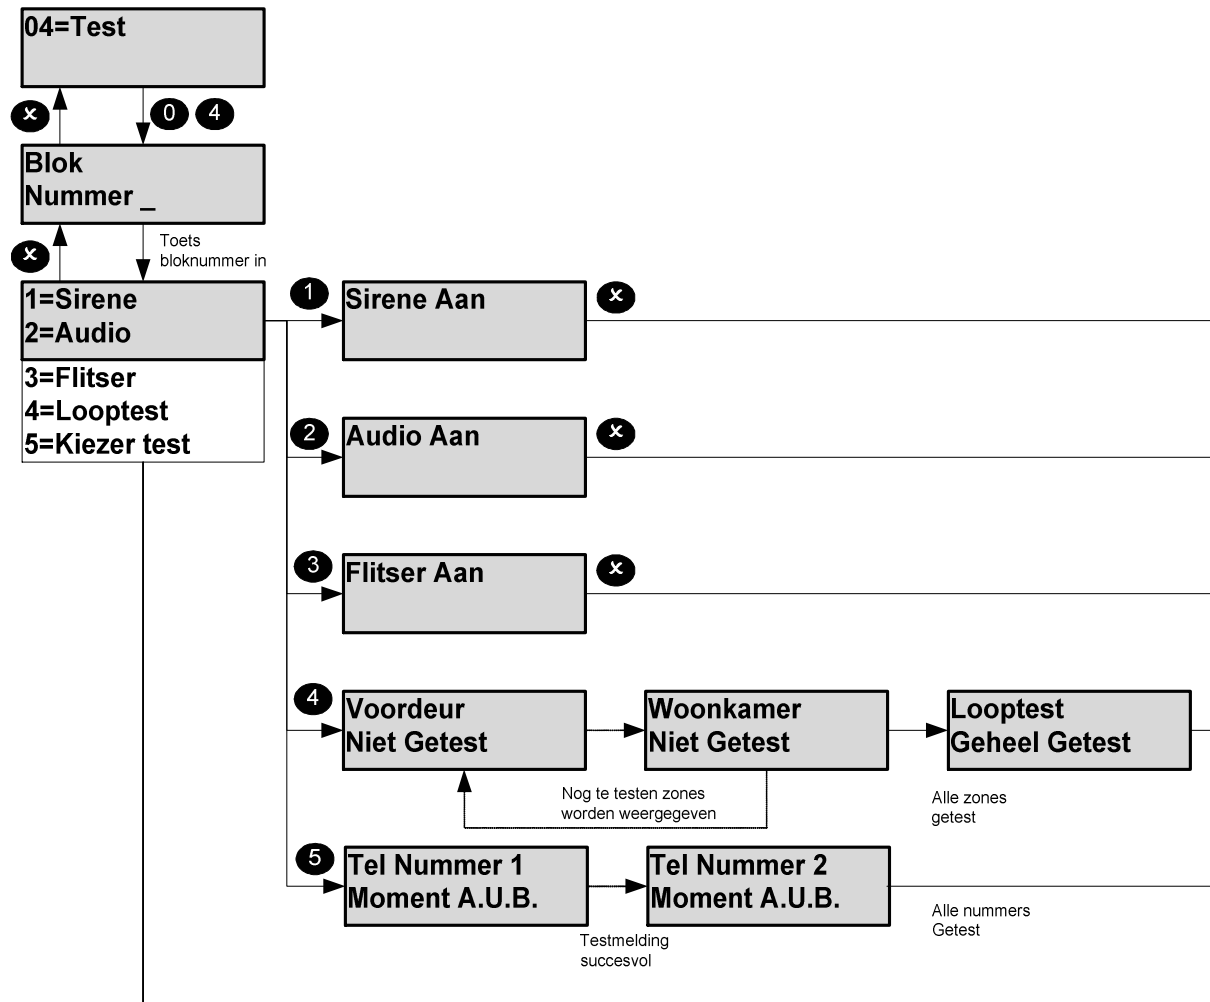 04=Test
× 0 4
Blok
Nummer _
Toets
bloknummer in
×
1=Sirene
2=Audio
3=Flitser
4=Looptest
5=Kiezer test
1
Sirene Aan
×
2
Audio Aan
×
3
Flitser Aan
×
4
Voordeur
Niet Getest
Woonkamer
Niet Getest
Looptest
Geheel Getest
Nog te testen zones
worden weergegeven
Alle zones
getest
5
Tel Nummer 1
Moment A.U.B.
Tel Nummer 2
Moment A.U.B.
Testmelding
succesvol
Alle nummers
Getest